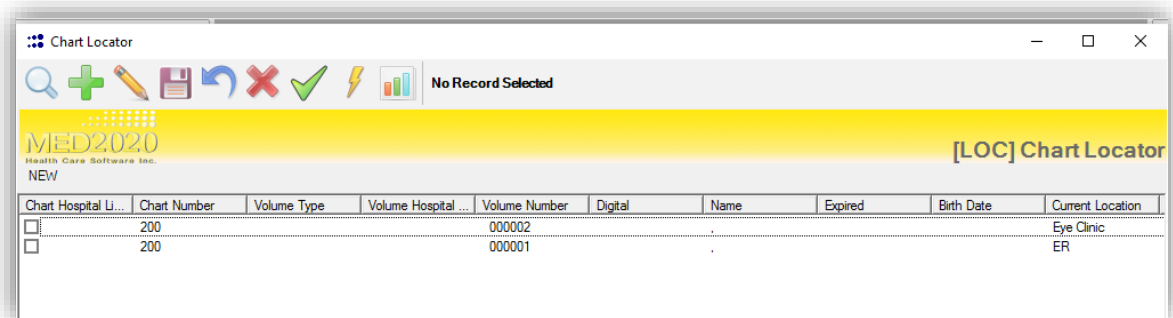 Chart Locator
No Record Selected
MED2020
Health Care Software Inc.
[LOC] Chart Locator
NEW
Chart Hospital Li... Chart Number Volume Type Volume Hospital ... Volume Number Digital Name Expired Birth Date Current Location
200 000002 , Eye Clinic
200 000001 , ER